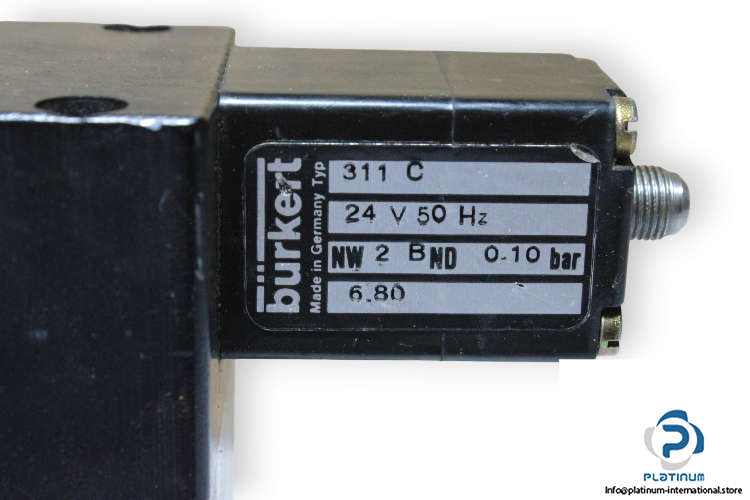 bürkert
Made in Germany Typ
311 C
24 V 50 Hz
NW 2 B ND 0-10 bar
6.80
PLATINUM
Info@platinum-international.store